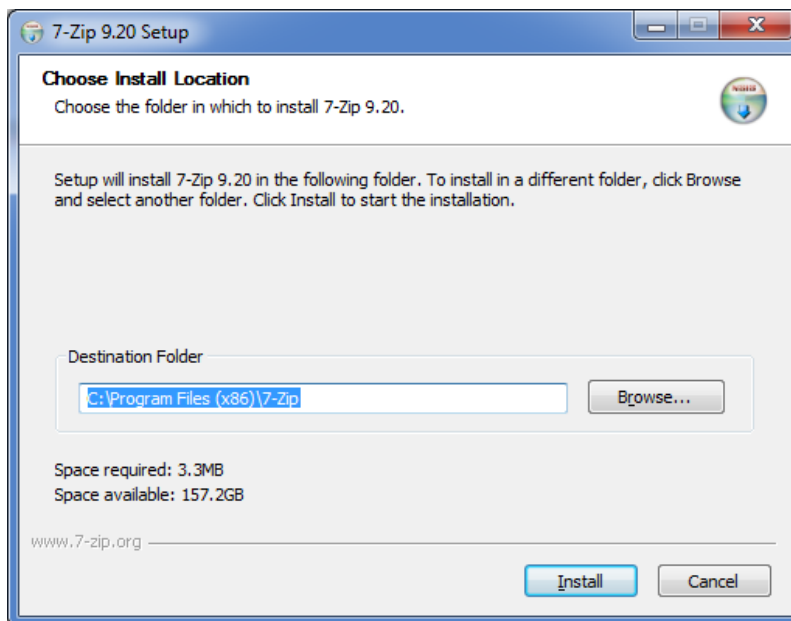 7-Zip 9.20 Setup
Choose Install Location
Choose the folder in which to install 7-Zip 9.20.
Setup will install 7-Zip 9.20 in the following folder. To install in a different folder, click Browse
and select another folder. Click Install to start the installation.
Destination Folder
C:\Program Files (x86)\7-Zip
Browse...
Space required: 3.3MB
Space available: 157.2GB
www.7-zip.org
Install
Cancel